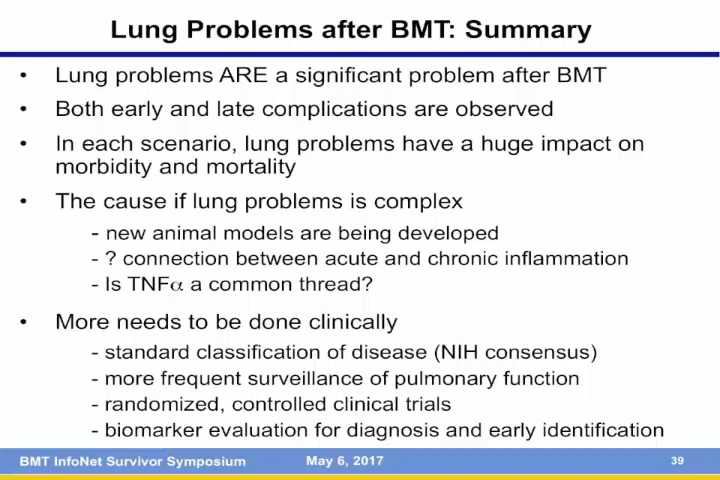 Lung Problems after BMT: Summary
• Lung problems ARE a significant problem after BMT
• Both early and late complications are observed
• In each scenario, lung problems have a huge impact on
morbidity and mortality
• The cause if lung problems is complex
- new animal models are being developed
- ? connection between acute and chronic inflammation
- Is TNFα a common thread?
• More needs to be done clinically
- standard classification of disease (NIH consensus)
- more frequent surveillance of pulmonary function
- randomized, controlled clinical trials
- biomarker evaluation for diagnosis and early identification
BMT InfoNet Survivor Symposium May 6, 2017 39